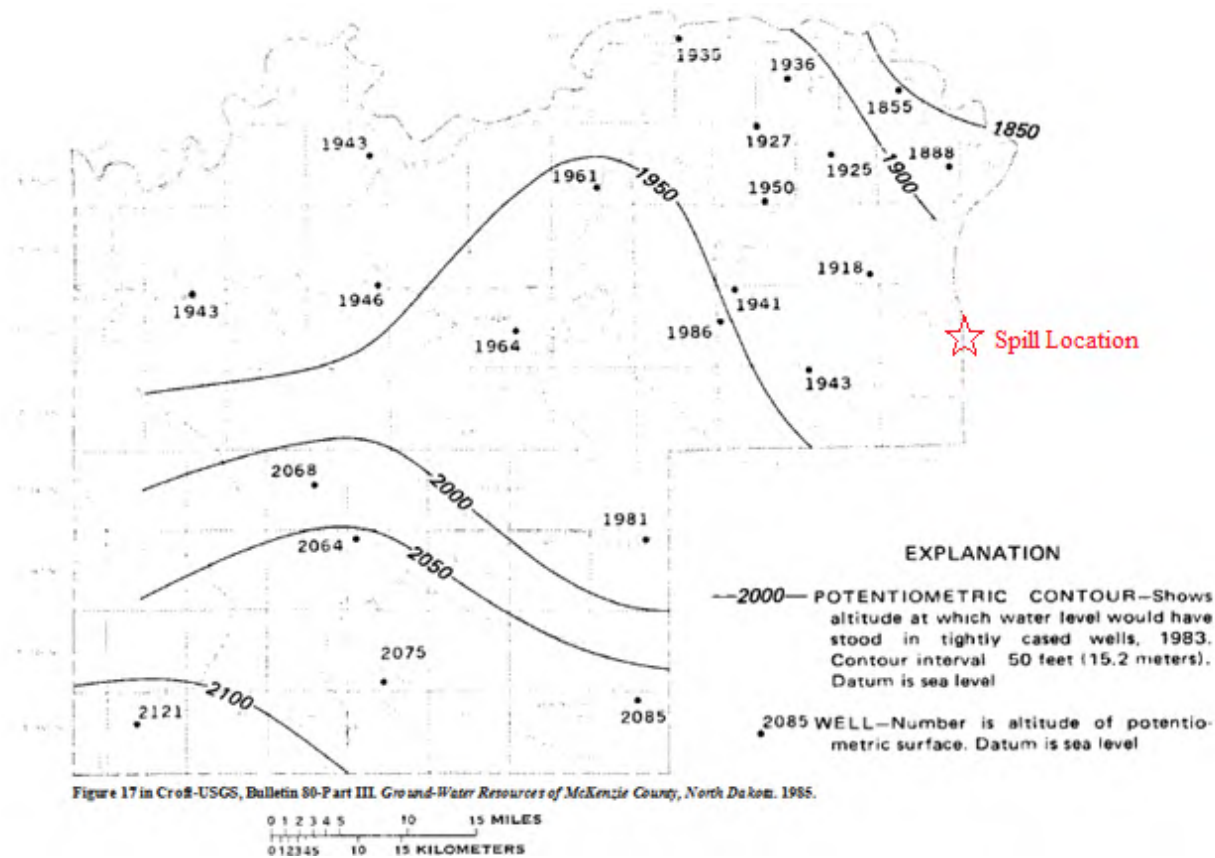 1935
1936
1855
1850
1943
1927
1888
1925
1900
1961
1950
1950
1918
1943
1946
1941
1964
1986
Spill Location
1943
2068
2000
1981
2064
2050
EXPLANATION
—2000— POTENTIOMETRIC CONTOUR—Shows
altitude at which water level would have
stood in tightly cased wells, 1983.
Contour interval 50 feet (15.2 meters).
Datum is sea level
2075
2100
2121
2085
2085 WELL—Number is altitude of potentio-
metric surface. Datum is sea level
Figure 17 in Croft-USGS, Bulletin 80-Part III. Ground-Water Resources of McKenzie County, North Dakota. 1985.
0 1 2 3 4 5 10 15 MILES
0 1 2 3 4 5 10 15 KILOMETERS